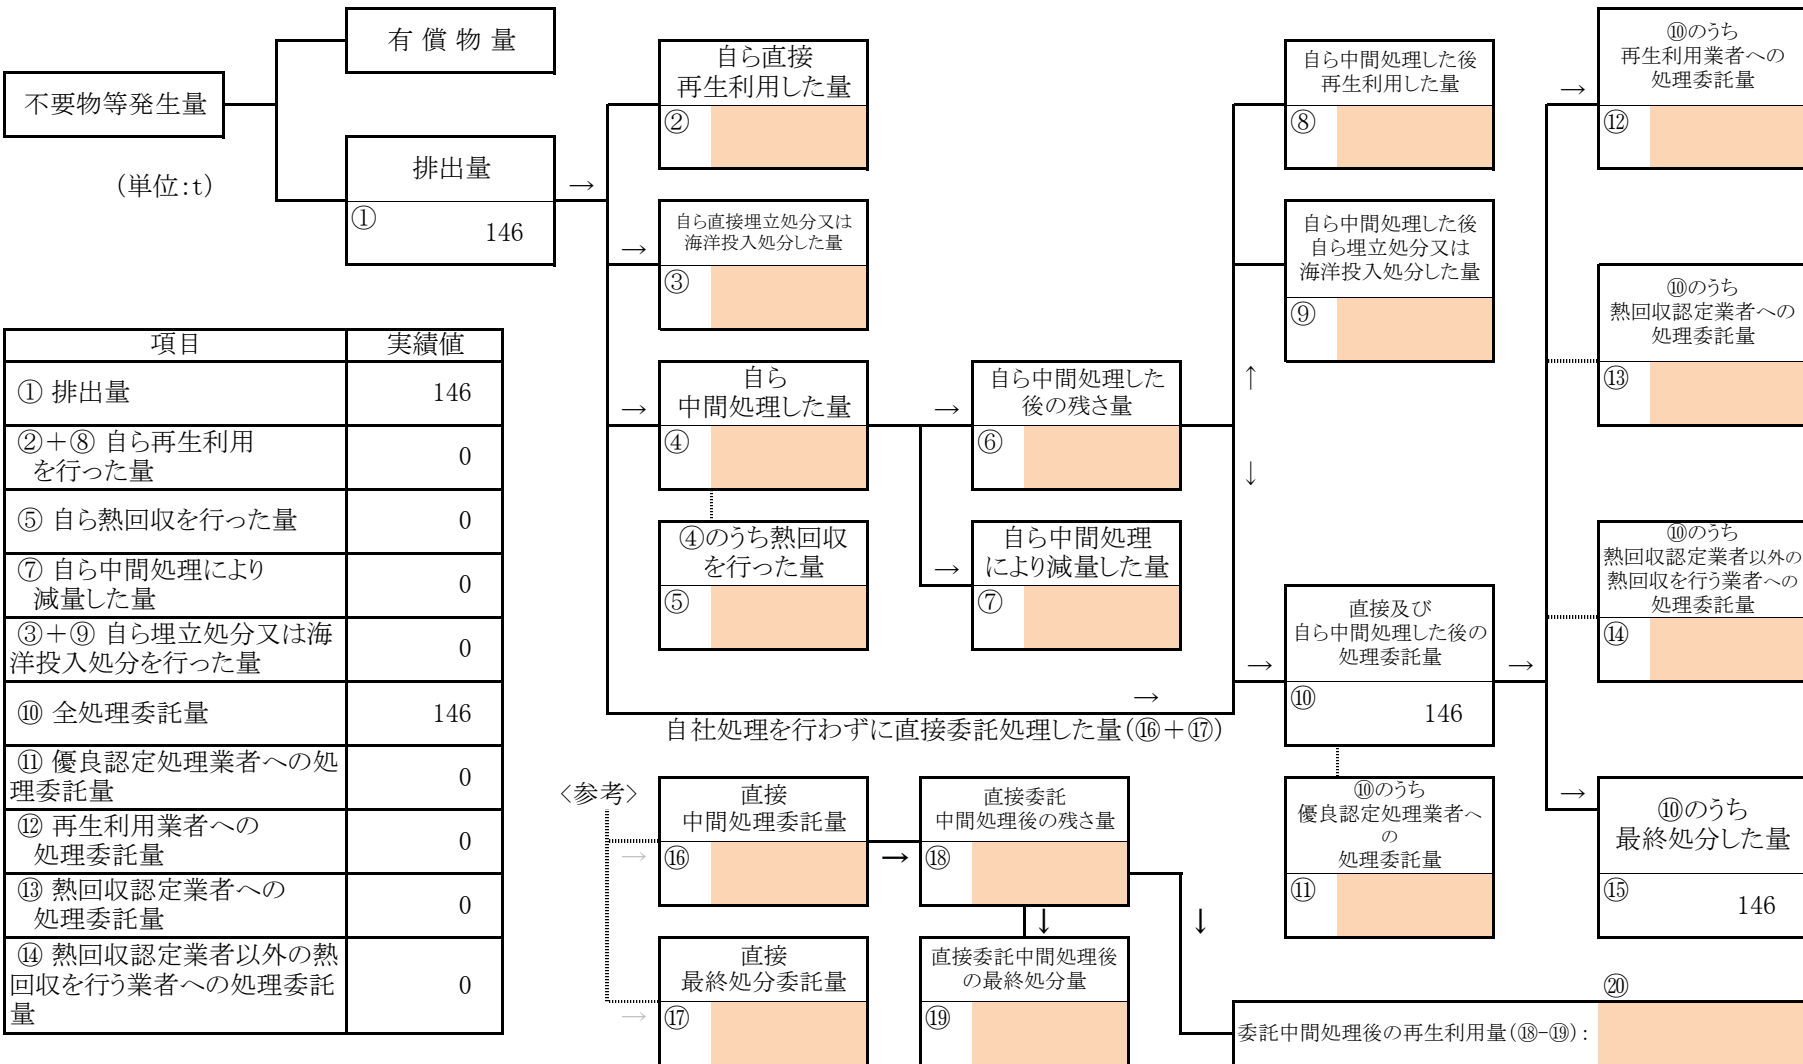 有 償 物 量
不要物等発生量
(単位:t)
排出量
→
①
146
自ら直接
再生利用した量
②
→
自ら直接埋立処分又は
海洋投入処分した量
③
→
自ら
中間処理した量
④
④のうち熱回収
を行った量
⑤
→
自ら中間処理した
後の残さ量
⑥
→
自ら中間処理
により減量した量
⑦
自ら中間処理した後
再生利用した量
⑧
自ら中間処理した後
自ら埋立処分又は
海洋投入処分した量
⑨
↑
↓
→
自社処理を行わずに直接委託処理した量(⑯+⑰)
→
直接及び
自ら中間処理した後の
処理委託量
⑩
146
→
⑩のうち
優良認定処理業者へ
の
処理委託量
⑪
→
⑩のうち
再生利用業者への
処理委託量
⑫
⑩のうち
熱回収認定業者への
処理委託量
⑬
⑩のうち
熱回収認定業者以外の
熱回収を行う業者への
処理委託量
⑭
→
⑩のうち
最終処分した量
⑮
146
項目 実績値
① 排出量 146
②+⑧ 自ら再生利用
を行った量 0
⑤ 自ら熱回収を行った量 0
⑦ 自ら中間処理により
減量した量 0
③+⑨ 自ら埋立処分又は海
洋投入処分を行った量 0
⑩ 全処理委託量 146
⑪ 優良認定処理業者への処
理委託量 0
⑫ 再生利用業者への
処理委託量 0
⑬ 熱回収認定業者への
処理委託量 0
⑭ 熱回収認定業者以外の熱
回収を行う業者への処理委託
量 0
<参考>
→
直接
中間処理委託量
⑯
→
直接委託
中間処理後の残さ量
⑱
↓
↓
→
直接
最終処分委託量
⑰
直接委託中間処理後
の最終処分量
⑲
⑳
委託中間処理後の再生利用量(⑱-⑲):